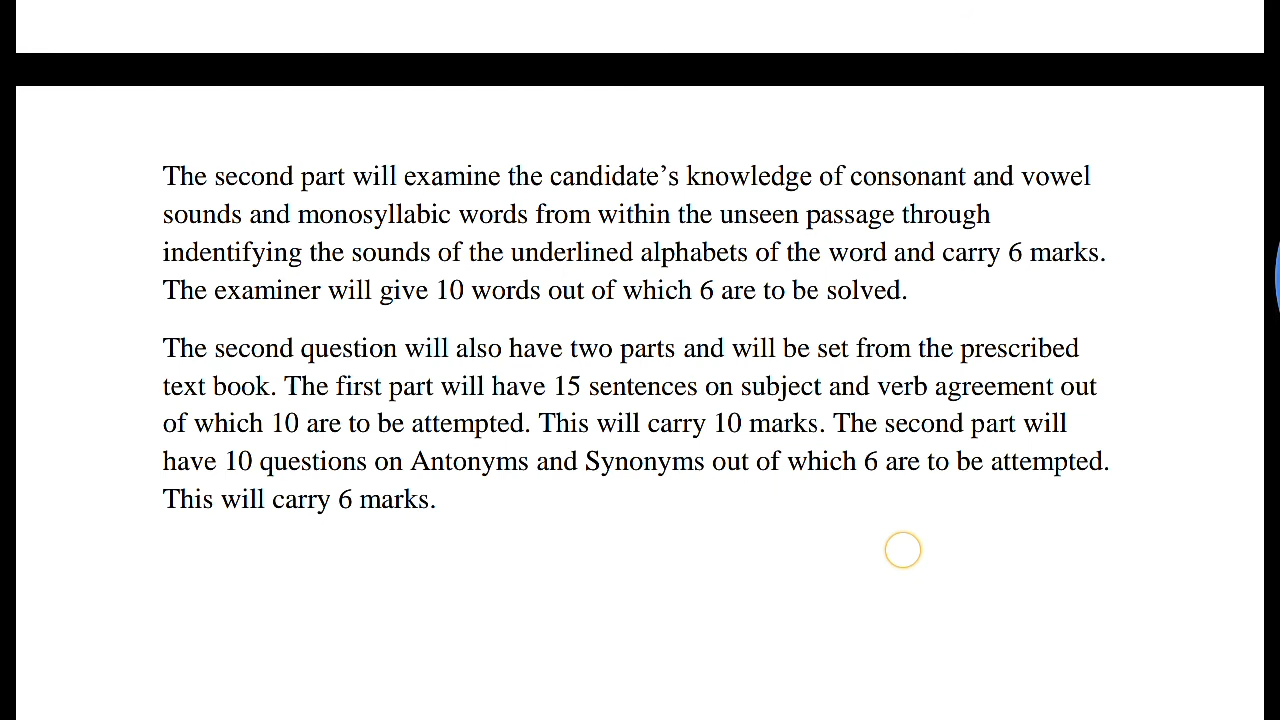 The second part will examine the candidate’s knowledge of consonant and vowel
sounds and monosyllabic words from within the unseen passage through
indentifying the sounds of the underlined alphabets of the word and carry 6 marks.
The examiner will give 10 words out of which 6 are to be solved.
The second question will also have two parts and will be set from the prescribed
text book. The first part will have 15 sentences on subject and verb agreement out
of which 10 are to be attempted. This will carry 10 marks. The second part will
have 10 questions on Antonyms and Synonyms out of which 6 are to be attempted.
This will carry 6 marks.